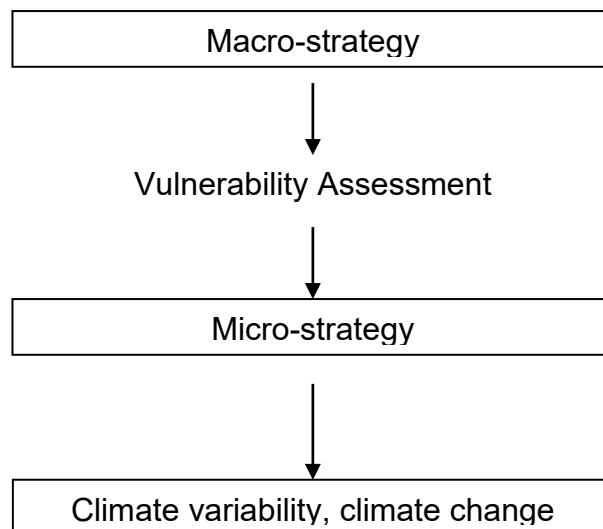 Macro-strategy
Vulnerability Assessment
Micro-strategy
Climate variability, climate change